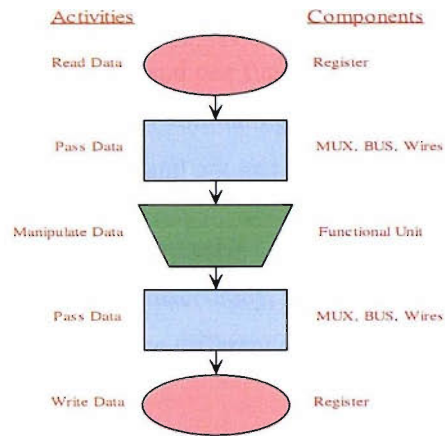 Activities Components
Read Data Register
Pass Data MUX, BUS, Wires
Manipulate Data Functional Unit
Pass Data MUX, BUS, Wires
Write Data Register